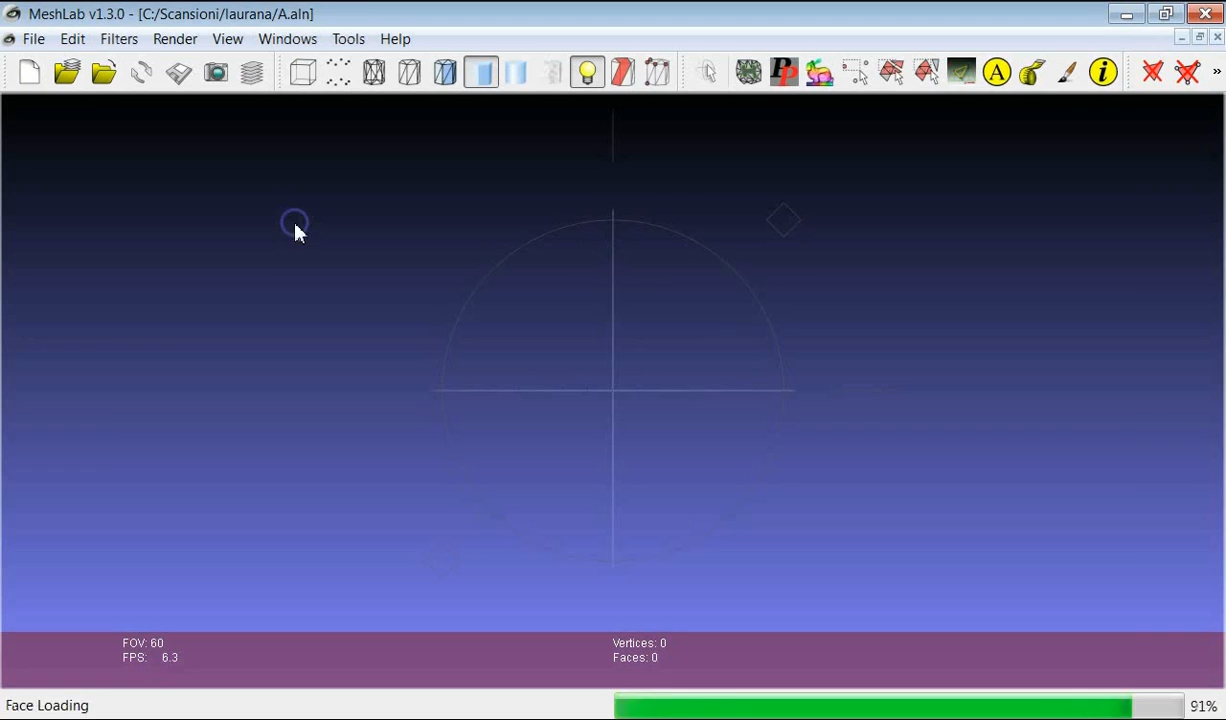 MeshLab v1.3.0 - [C:/Scansioni/laurana/A.aln]
File Edit Filters Render View Windows Tools Help
Pp A i »
FOV: 60
FPS: 6.3
Vertices: 0
Faces: 0
Face Loading 91%